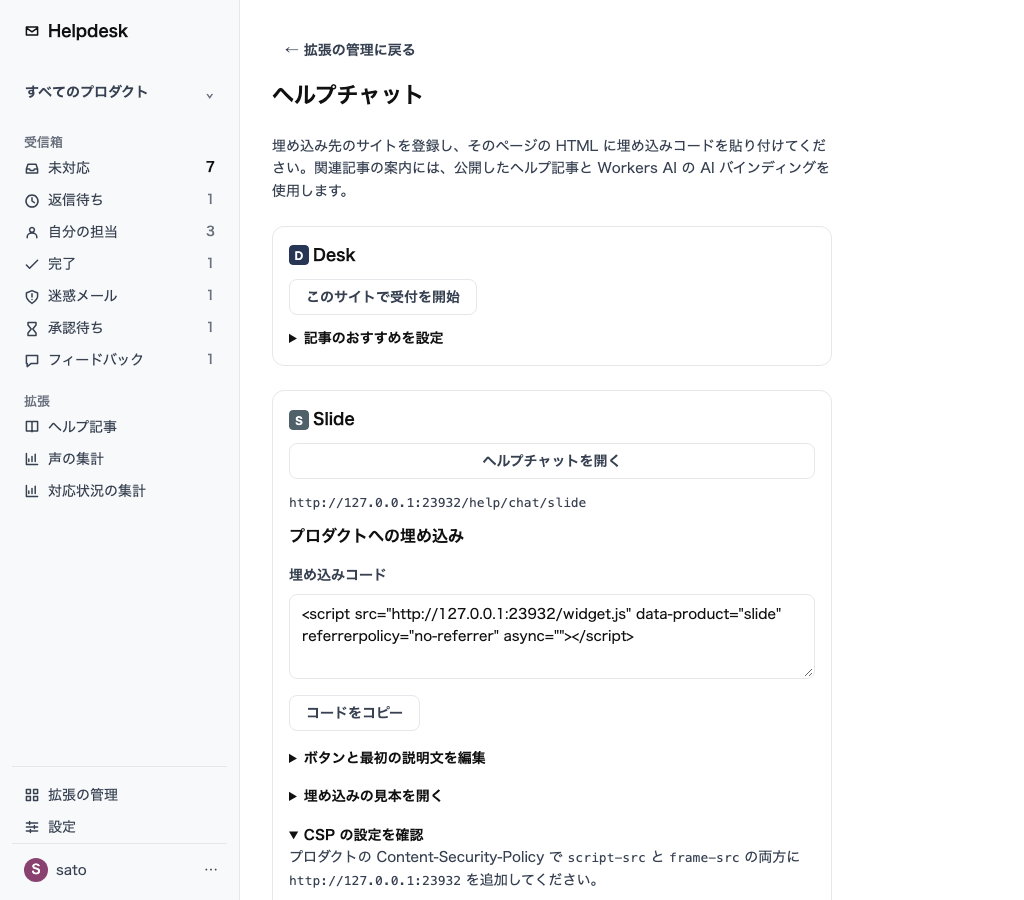 Helpdesk
すべてのプロダクト
受信箱
未対応 7
返信待ち 1
自分の担当 3
完了 1
迷惑メール 1
承認待ち 1
フィードバック 1
拡張
ヘルプ記事
声の集計
対応状況の集計
拡張の管理
設定
S sato ...
← 拡張の管理に戻る
ヘルプチャット
埋め込み先のサイトを登録し、そのページの HTML に埋め込みコードを貼り付けてくだ
さい。関連記事の案内には、公開したヘルプ記事と Workers AI の AI バインディングを
使用します。
D Desk
このサイトで受付を開始
▶ 記事のおすすめを設定
S Slide
ヘルプチャットを開く
http://127.0.0.1:23932/help/chat/slide
プロダクトへの埋め込み
埋め込みコード
<script src="http://127.0.0.1:23932/widget.js" data-product="slide"
referrerpolicy="no-referrer" async=""></script>
コードをコピー
▶ ボタンと最初の説明文を編集
▶ 埋め込みの見本を開く
▼ CSP の設定を確認
プロダクトの Content-Security-Policy で script-src と frame-src の両方に
http://127.0.0.1:23932 を追加してください。